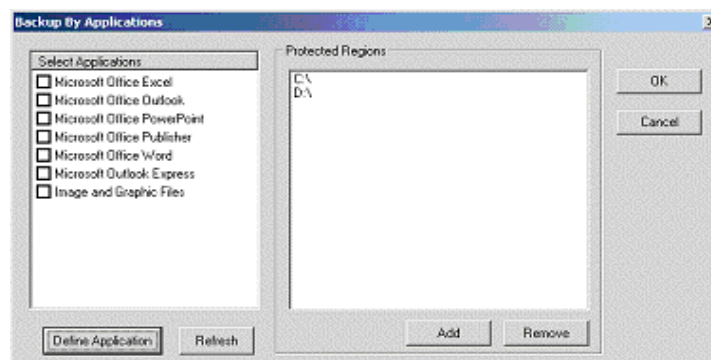 Backup By Applications
Select Applications
Microsoft Office Excel
Microsoft Office Outlook
Microsoft Office PowerPoint
Microsoft Office Publisher
Microsoft Office Word
Microsoft Outlook Express
Image and Graphic Files
Define Application
Refresh
Protected Regions
C:\
D:\
Add
Remove
OK
Cancel